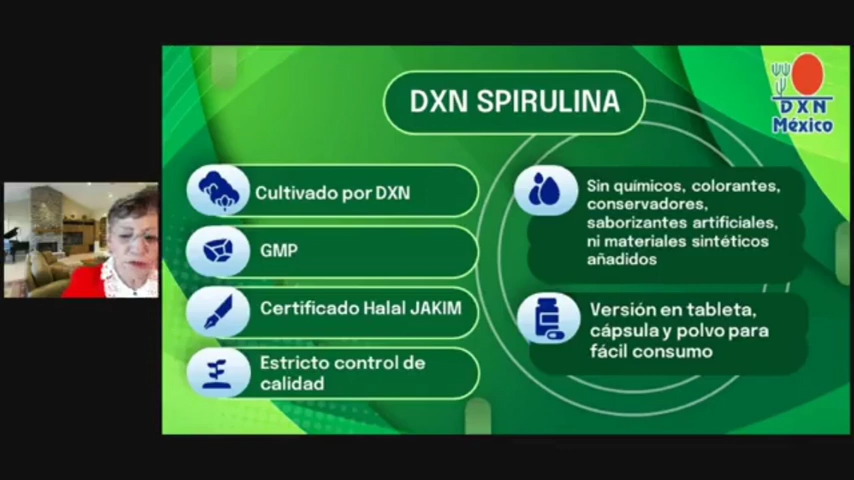 DXN SPIRULINA
DXN
México
Cultivado por DXN
GMP
Certificado Halal JAKIM
Estricto control de
calidad
Sin químicos, colorantes,
conservadores,
saborizantes artificiales,
ni materiales sintéticos
añadidos
Versión en tableta,
cápsula y polvo para
fácil consumo